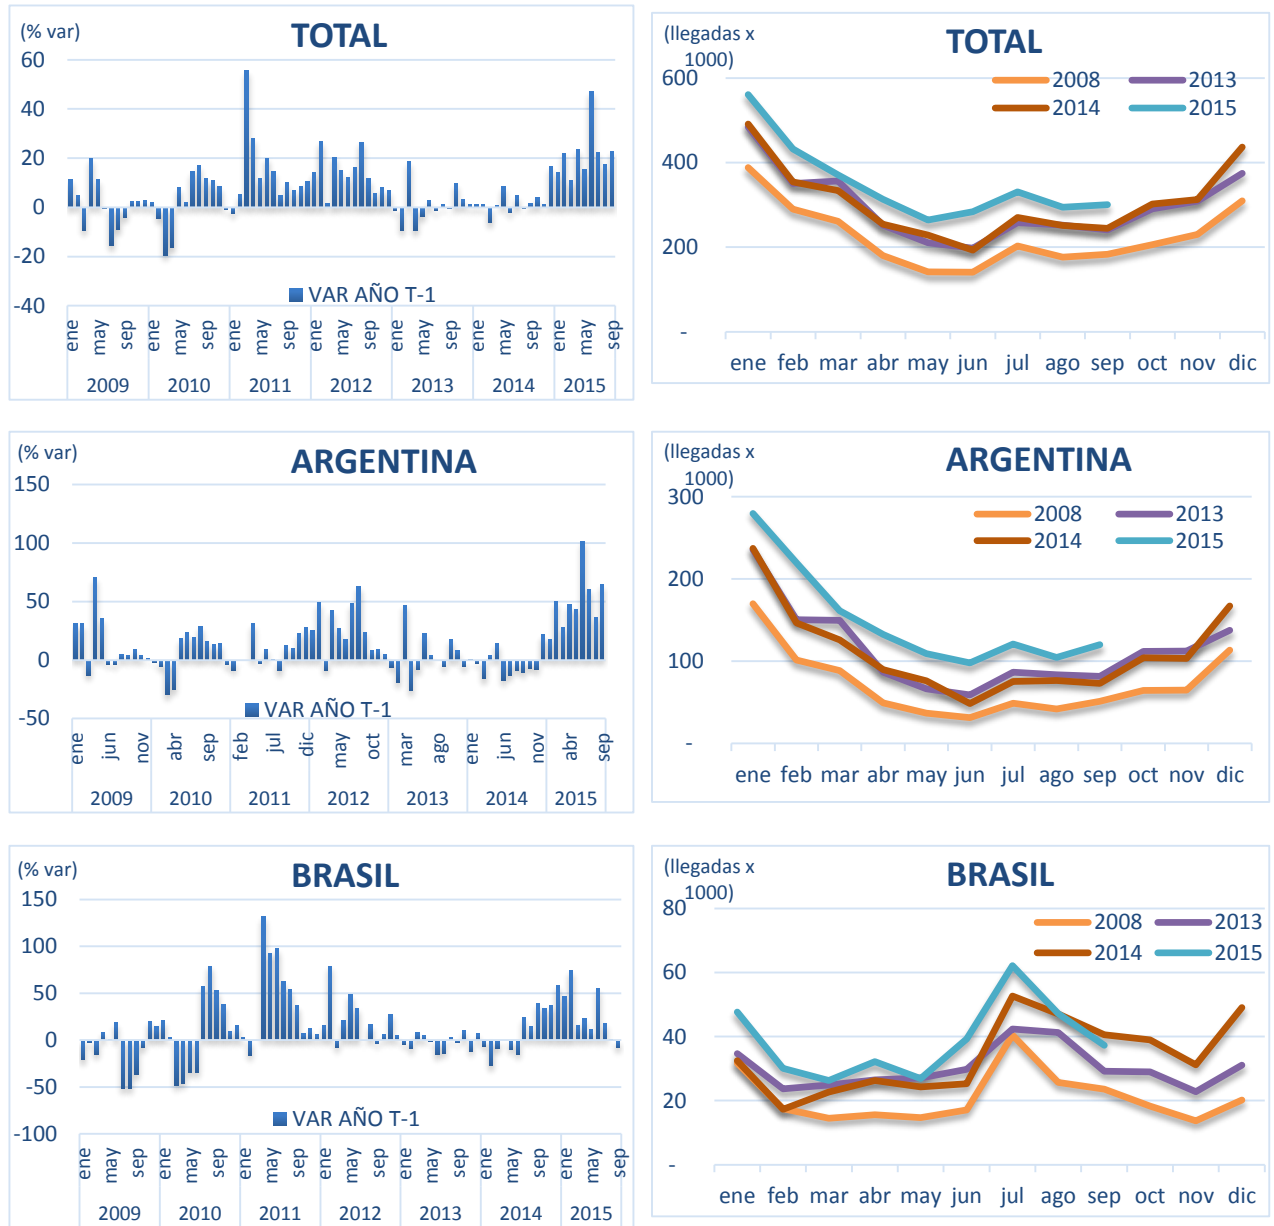 (% var)
TOTAL
60
40
20
0
-20
-40
VAR AÑO T-1
ene may sep ene may sep ene may sep ene may sep ene may sep ene may sep ene may sep
2009 2010 2011 2012 2013 2014 2015
(llegadas x
1000)
TOTAL
2008 2013
2014 2015
600
400
200
-
ene feb mar abr may jun jul ago sep oct nov dic
(% var)
ARGENTINA
150
100
50
0
-50
VAR AÑO T-1
ene jun nov abr sep feb jul dic may oct mar ago ene jun nov abr sep
2009 2010 2011 2012 2013 2014 2015
(llegadas x
1000)
ARGENTINA
2008 2013
2014 2015
300
200
100
-
ene feb mar abr may jun jul ago sep oct nov dic
(% var)
BRASIL
150
100
50
0
-50
-100
VAR AÑO T-1
ene may sep ene may sep ene may sep ene may sep ene may sep ene may sep ene may sep
2009 2010 2011 2012 2013 2014 2015
(llegadas x
1000)
BRASIL
2008 2013
2014 2015
80
60
40
20
-
ene feb mar abr may jun jul ago sep oct nov dic